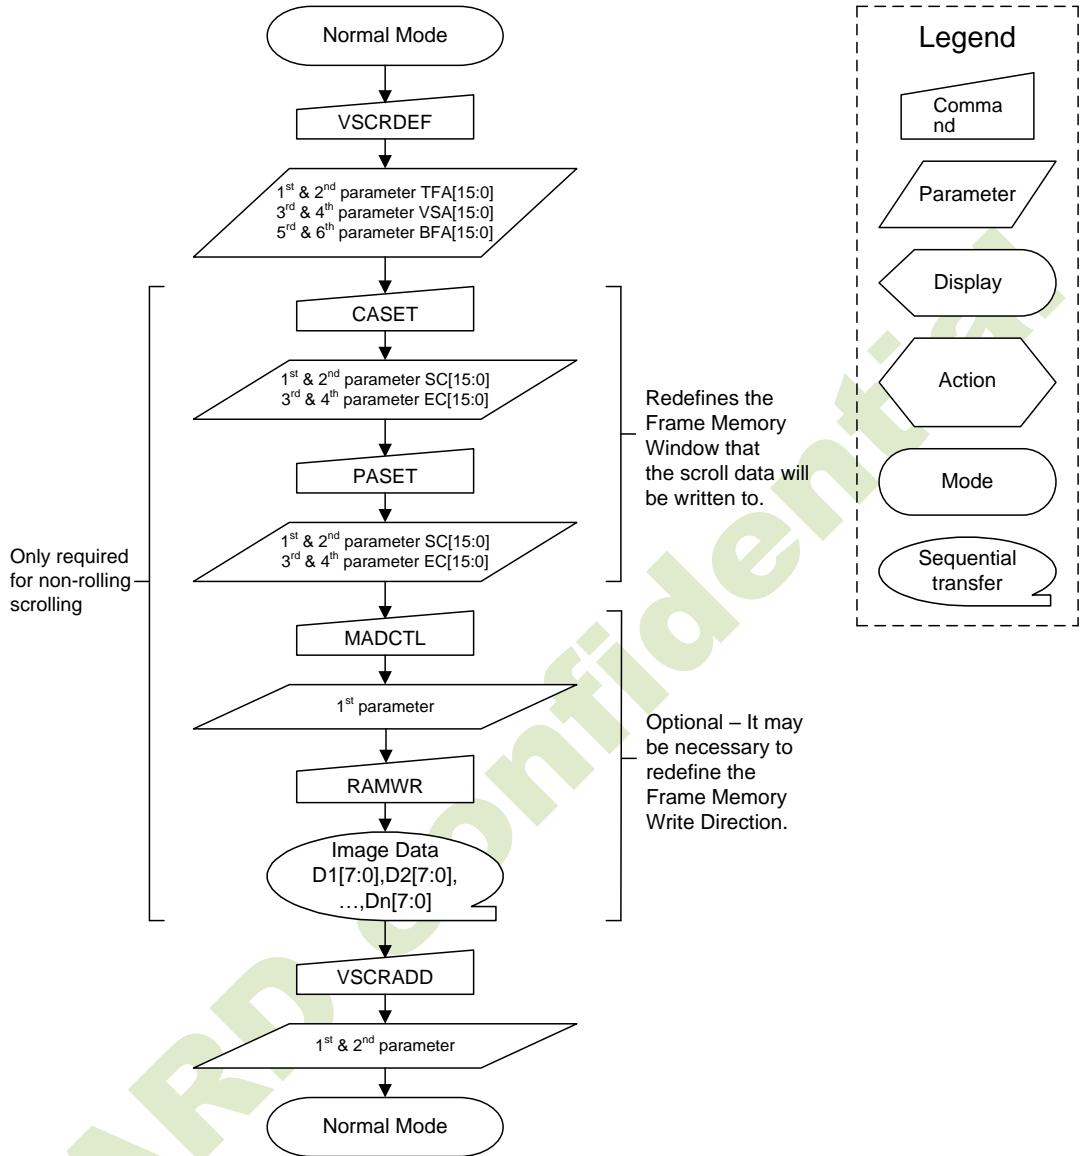 Normal Mode
VSCRDEF
1st & 2nd parameter TFA[15:0]
3rd & 4th parameter VSA[15:0]
5rd & 6th parameter BFA[15:0]
CASET
1st & 2nd parameter SC[15:0]
3rd & 4th parameter EC[15:0]
PASET
1st & 2nd parameter SC[15:0]
3rd & 4th parameter EC[15:0]
MADCTL
1st parameter
RAMWR
Image Data
D1[7:0],D2[7:0],
…,Dn[7:0]
VSCRADD
1st & 2nd parameter
Normal Mode
Only required
for non-rolling
scrolling
Redefines the
Frame Memory
Window that
the scroll data will
be written to.
Optional – It may
be necessary to
redefine the
Frame Memory
Write Direction.
Legend
Comma
nd
Parameter
Display
Action
Mode
Sequential
transfer
ARD confidential